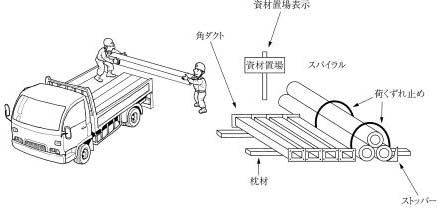 資材置場表示
角ダクト
資材置場
スパイラル
荷くずれ止め
枕材
ストッパー